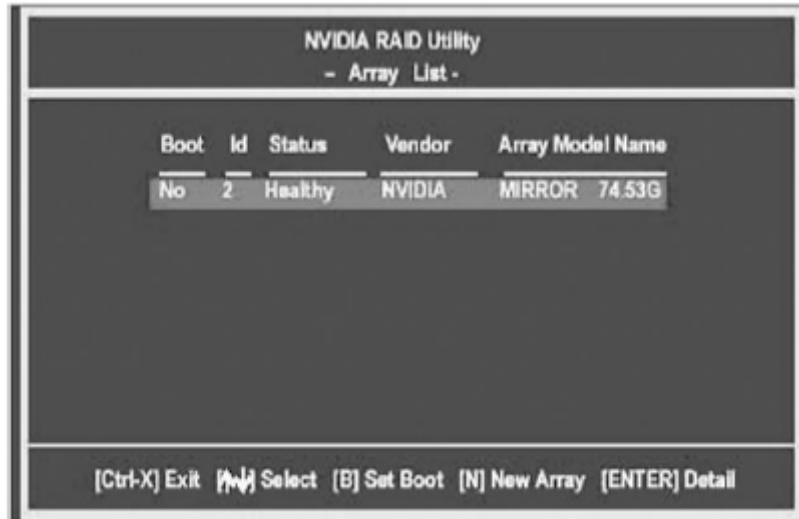 NVIDIA RAID Utility
- Array List -
Boot Id Status Vendor Array Model Name
No 2 Healthy NVIDIA MIRROR 74.53G
[Ctrl-X] Exit [↑↓] Select [B] Set Boot [N] New Array [ENTER] Detail